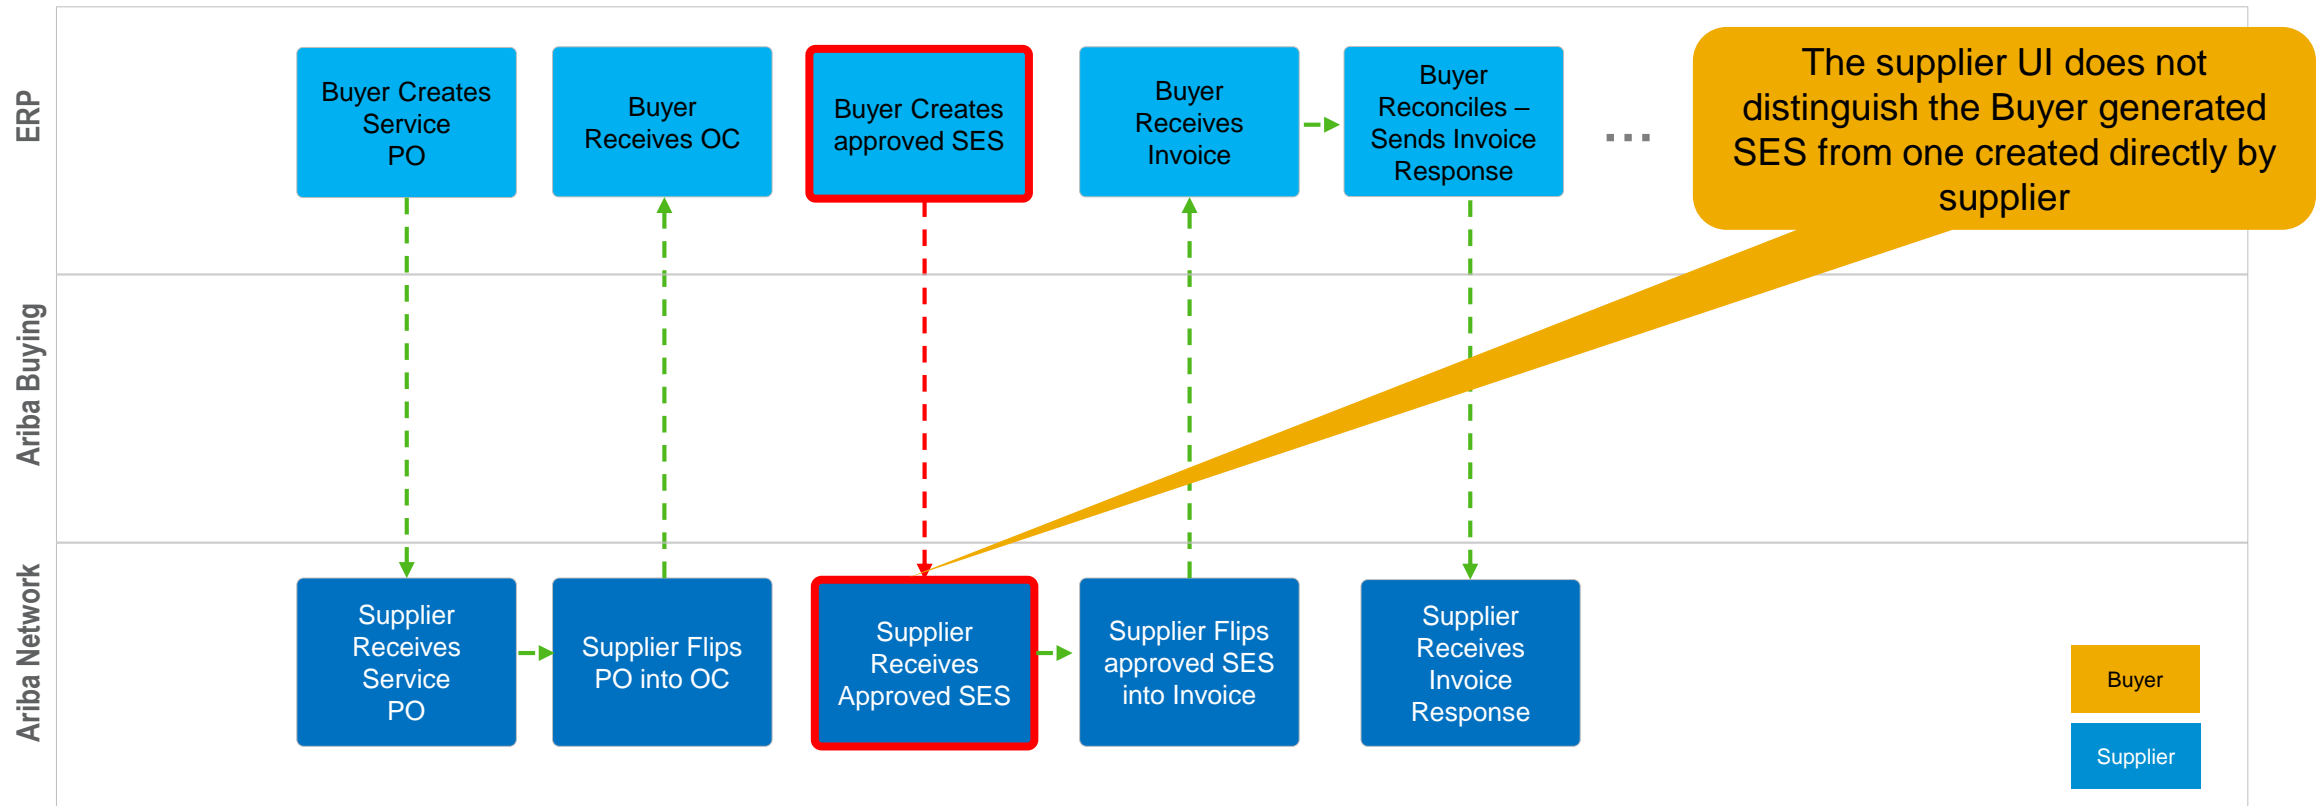 ERP
Buyer Creates
Service
PO
Buyer
Receives OC
Buyer Creates
approved SES
Buyer
Receives
Invoice
Buyer
Reconciles –
Sends Invoice
Response
...
The supplier UI does not
distinguish the Buyer generated
SES from one created directly by
supplier
Ariba Buying
Ariba Network
Supplier
Receives
Service
PO
Supplier Flips
PO into OC
Supplier
Receives
Approved SES
Supplier Flips
approved SES
into Invoice
Supplier
Receives
Invoice
Response
Buyer
Supplier